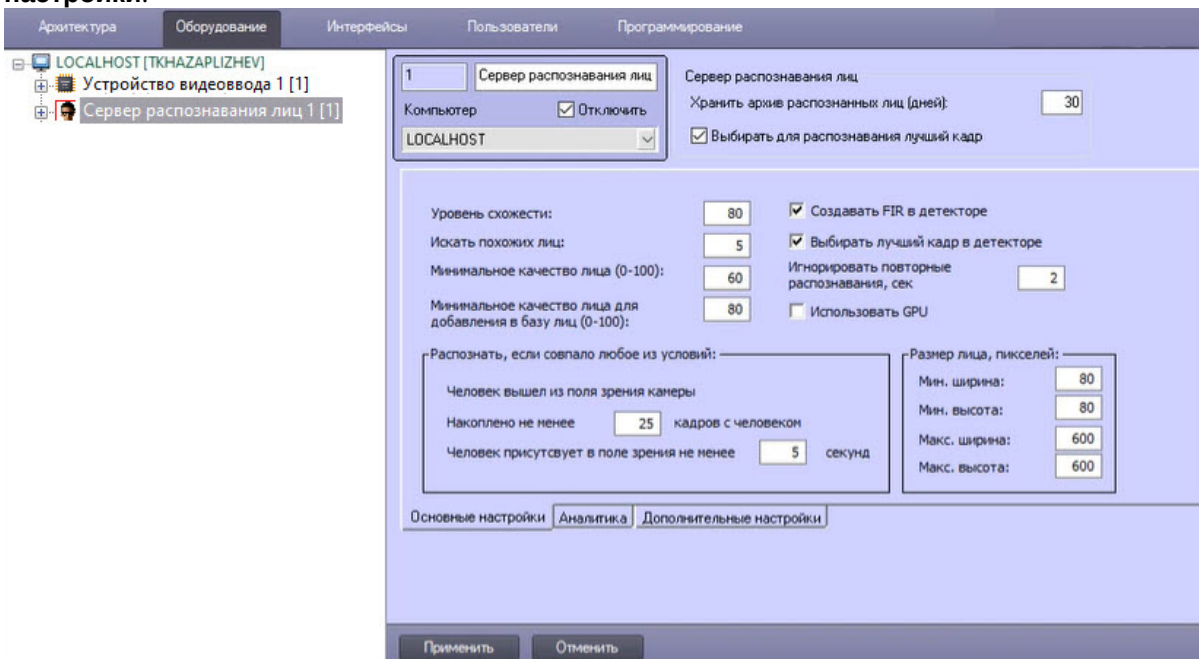 настройки.
Архитектура Оборудование Интерфейсы Пользователи Программирование
LOCALHOST [TKHAZAPLIZHEV]
Устройство видеоввода 1 [1]
Сервер распознавания лиц 1 [1]
1 Сервер распознавания лиц
Компьютер Отключить
LOCALHOST
Сервер распознавания лиц
Хранить архив распознанных лиц (дней): 30
Выбирать для распознавания лучший кадр
Уровень схожести: 80
Искать похожих лиц: 5
Минимальное качество лица (0-100): 60
Минимальное качество лица для
добавления в базу лиц (0-100): 80
Создавать FIR в детекторе
Выбирать лучший кадр в детекторе
Игнорировать повторные
распознавания, сек 2
Использовать GPU
Распознать, если совпало любое из условий:
Человек вышел из поля зрения камеры
Накоплено не менее 25 кадров с человеком
Человек присутсвует в поле зрения не менее 5 секунд
Размер лица, пикселей:
Мин. ширина: 80
Мин. высота: 80
Макс. ширина: 600
Макс. высота: 600
Основные настройки Аналитика Дополнительные настройки
Применить Отменить